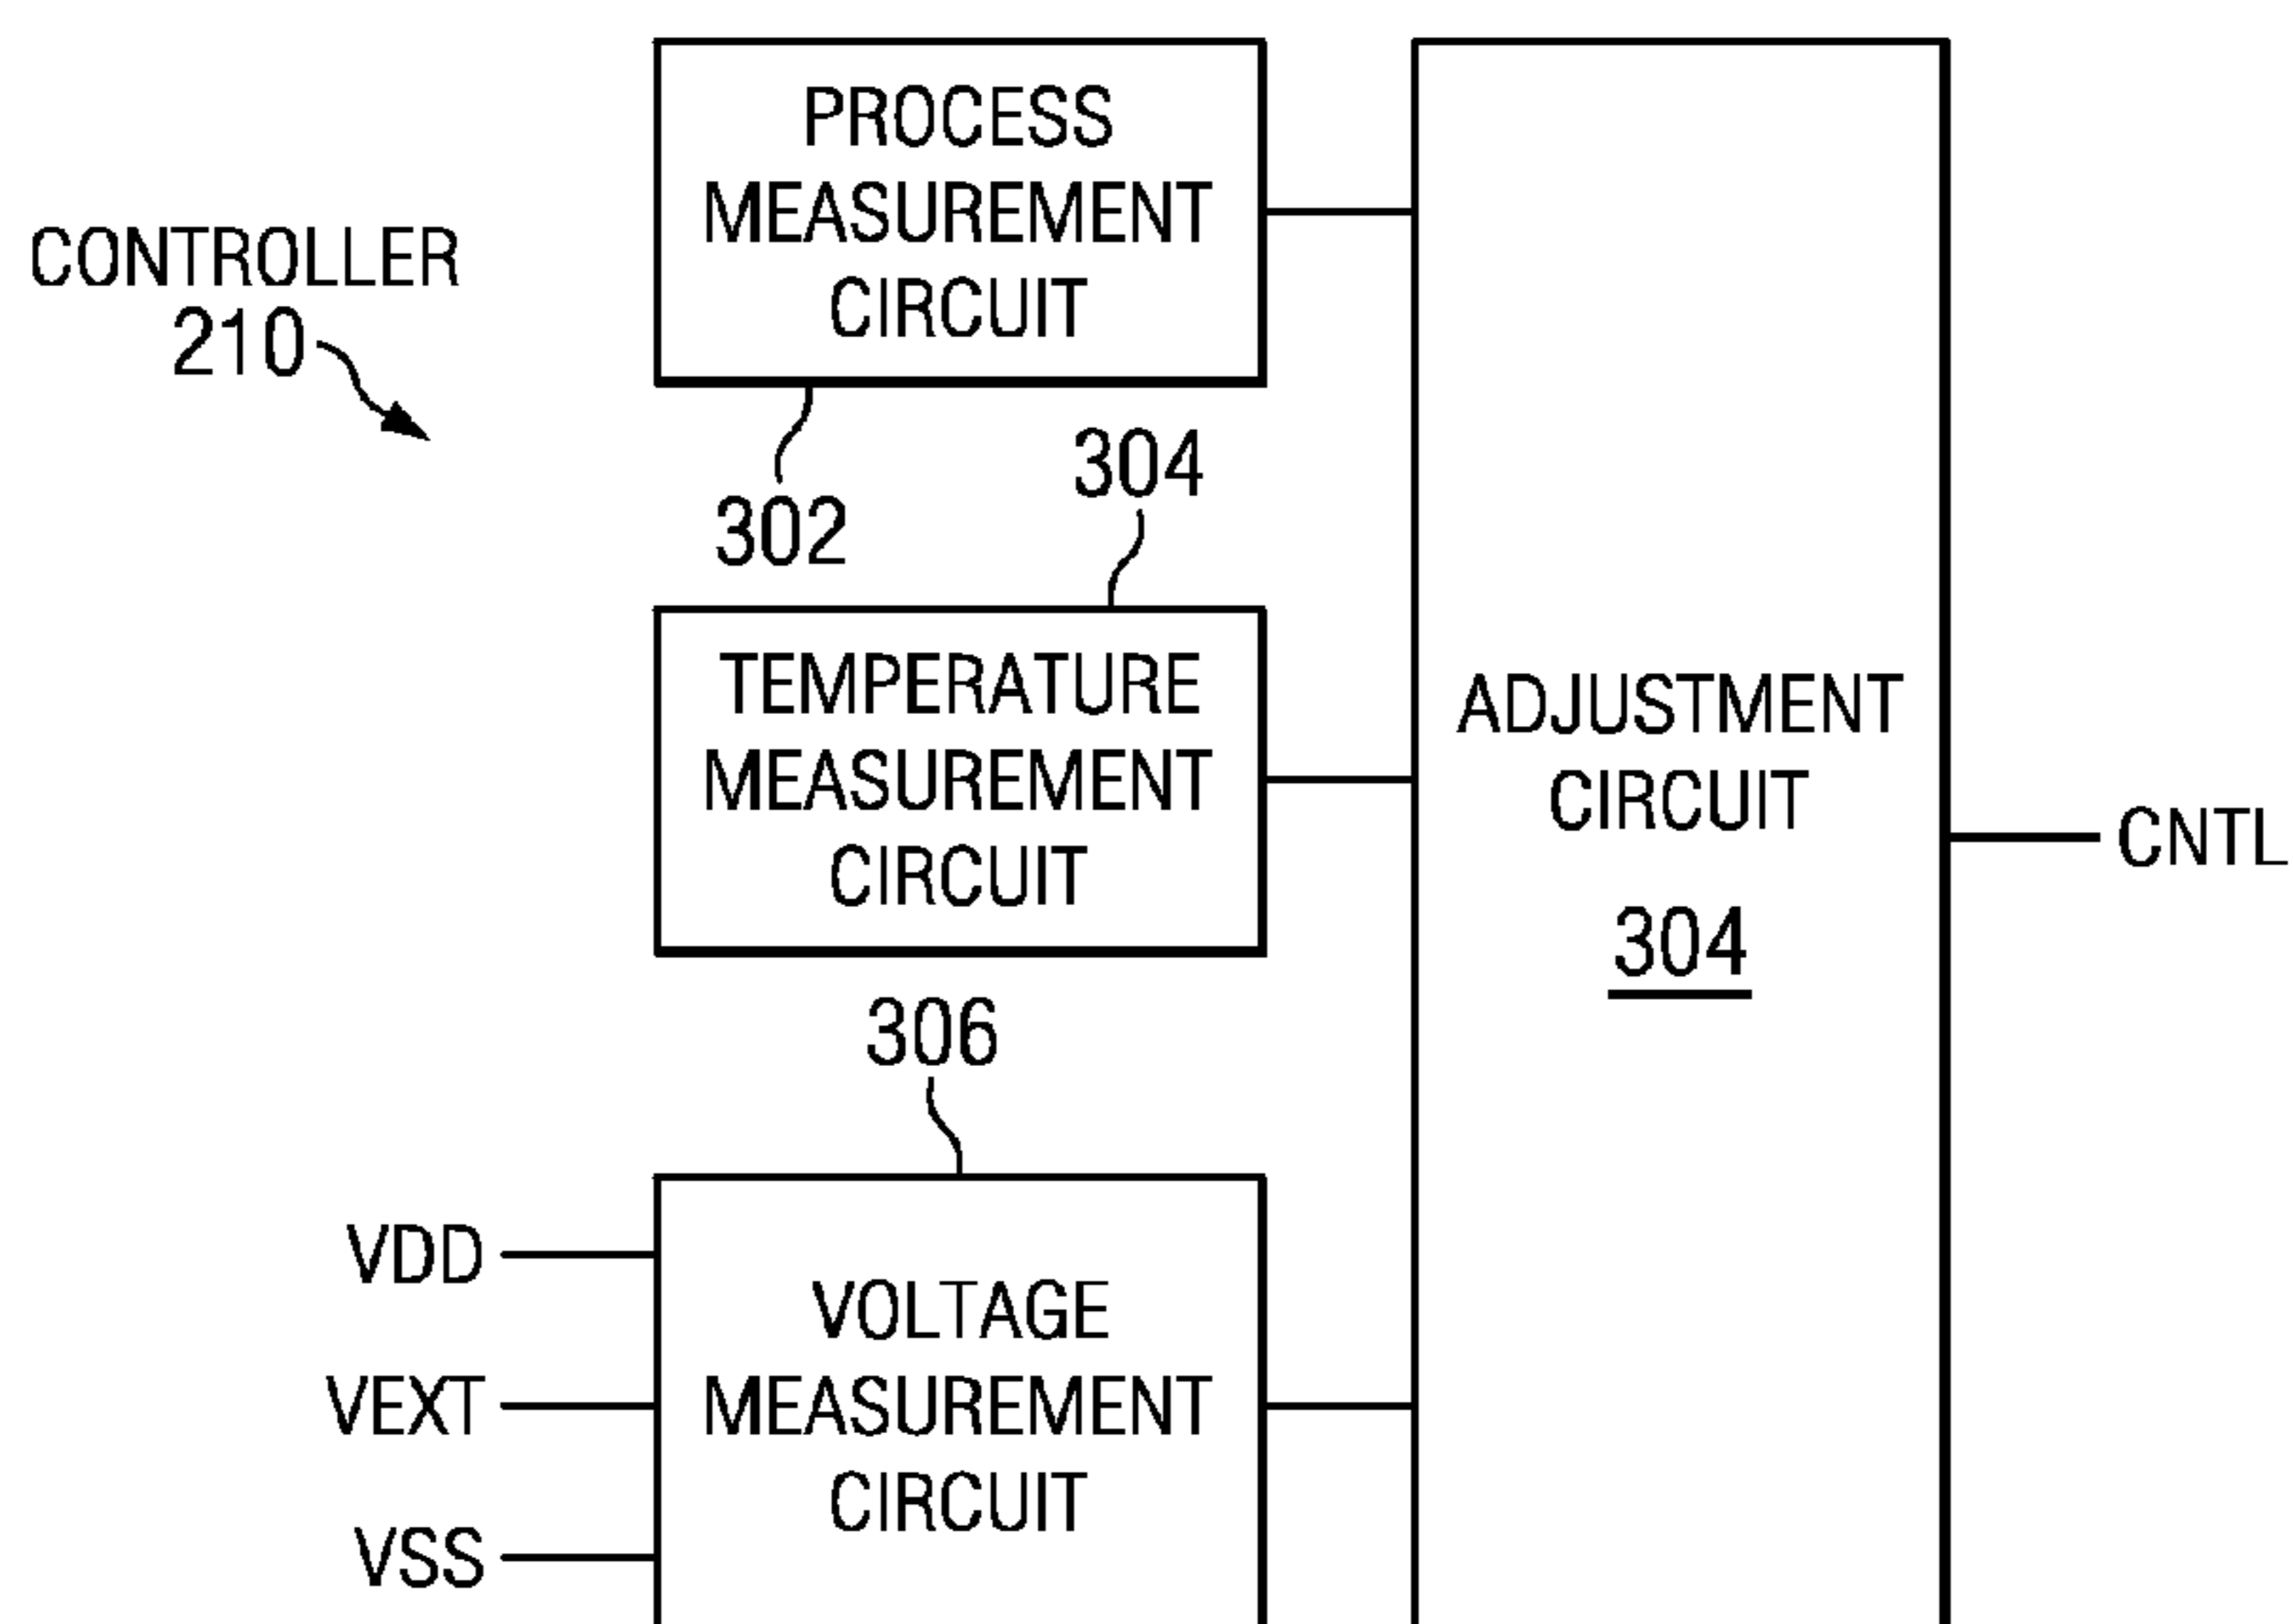 CONTROLLER
210
PROCESS
MEASUREMENT
CIRCUIT
302
304
TEMPERATURE
MEASUREMENT
CIRCUIT
306
VDD
VEXT
VSS
VOLTAGE
MEASUREMENT
CIRCUIT
ADJUSTMENT
CIRCUIT
304
CNTL